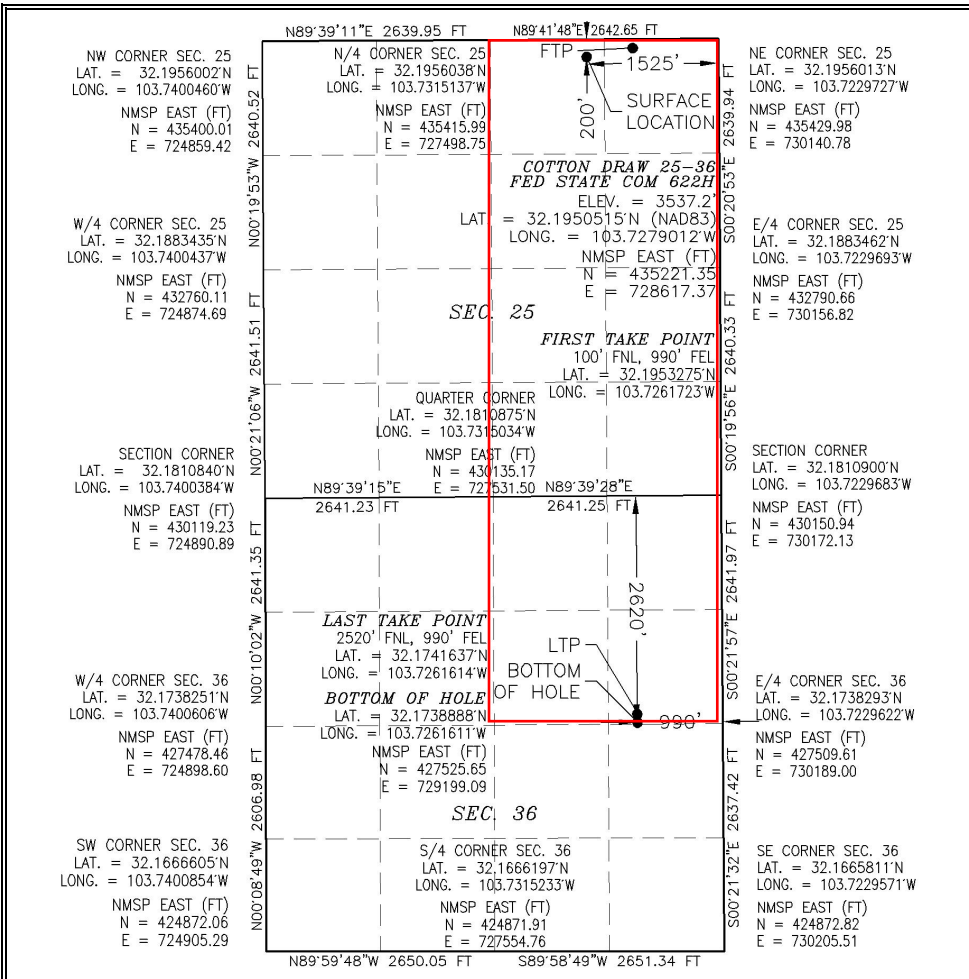 N89°39'11"E 2639.95 FT
N89°41'48"E 2642.65 FT
NW CORNER SEC. 25
LAT. = 32.1956002°N
LONG. = 103.7400460°W
NMSP EAST (FT)
N = 435400.01
E = 724859.42
N/4 CORNER SEC. 25
LAT. = 32.1956038°N
LONG. = 103.7315137°W
NMSP EAST (FT)
N = 435415.99
E = 727498.75
FTP
1525'
200'
SURFACE
LOCATION
NE CORNER SEC. 25
LAT. = 32.1956013°N
LONG. = 103.7229727°W
NMSP EAST (FT)
N = 435429.98
E = 730140.78
N00°19'53"W 2640.52 FT
S00°20'53"E 2639.94 FT
COTTON DRAW 25-36
FED STATE COM 622H
ELEV. = 3537.2'
LAT. = 32.1950515°N (NAD83)
LONG. = 103.7279012°W
NMSP EAST (FT)
N = 435221.35
E = 728617.37
W/4 CORNER SEC. 25
LAT. = 32.1883435°N
LONG. = 103.7400437°W
NMSP EAST (FT)
N = 432760.11
E = 724874.69
E/4 CORNER SEC. 25
LAT. = 32.1883462°N
LONG. = 103.7229693°W
NMSP EAST (FT)
N = 432790.66
E = 730156.82
SEC. 25
FIRST TAKE POINT
100' FNL, 990' FEL
LAT. = 32.1953275°N
LONG. = 103.7261723°W
N00°21'06"W 2641.51 FT
S00°19'56"E 2640.33 FT
QUARTER CORNER
LAT. = 32.1810875°N
LONG. = 103.7315034°W
NMSP EAST (FT)
N = 430135.17
E = 727531.50
SECTION CORNER
LAT. = 32.1810840°N
LONG. = 103.7400384°W
NMSP EAST (FT)
N = 430119.23
E = 724890.89
SECTION CORNER
LAT. = 32.1810900°N
LONG. = 103.7229683°W
NMSP EAST (FT)
N = 430150.94
E = 730172.13
N89°39'15"E
2641.23 FT
N89°39'28"E
2641.25 FT
N00°10'02"W 2641.35 FT
S00°21'57"E 2641.97 FT
2620'
LAST TAKE POINT
2520' FNL, 990' FEL
LAT. = 32.1741637°N
LONG. = 103.7261614°W
BOTTOM OF HOLE
LAT. = 32.1738888°N
LONG. = 103.7261611°W
NMSP EAST (FT)
N = 427525.65
E = 729199.09
LTP
BOTTOM
OF HOLE
990'
W/4 CORNER SEC. 36
LAT. = 32.1738251°N
LONG. = 103.7400606°W
NMSP EAST (FT)
N = 427478.46
E = 724898.60
E/4 CORNER SEC. 36
LAT. = 32.1738293°N
LONG. = 103.7229622°W
NMSP EAST (FT)
N = 427509.61
E = 730189.00
SEC. 36
N00°08'49"W 2606.98 FT
S00°21'32"E 2637.42 FT
SW CORNER SEC. 36
LAT. = 32.1666605°N
LONG. = 103.7400854°W
NMSP EAST (FT)
N = 424872.06
E = 724905.29
S/4 CORNER SEC. 36
LAT. = 32.1666197°N
LONG. = 103.7315233°W
NMSP EAST (FT)
N = 424871.91
E = 727554.76
SE CORNER SEC. 36
LAT. = 32.1665811°N
LONG. = 103.7229571°W
NMSP EAST (FT)
N = 424872.82
E = 730205.51
N89°59'48"W 2650.05 FT
S89°58'49"W 2651.34 FT